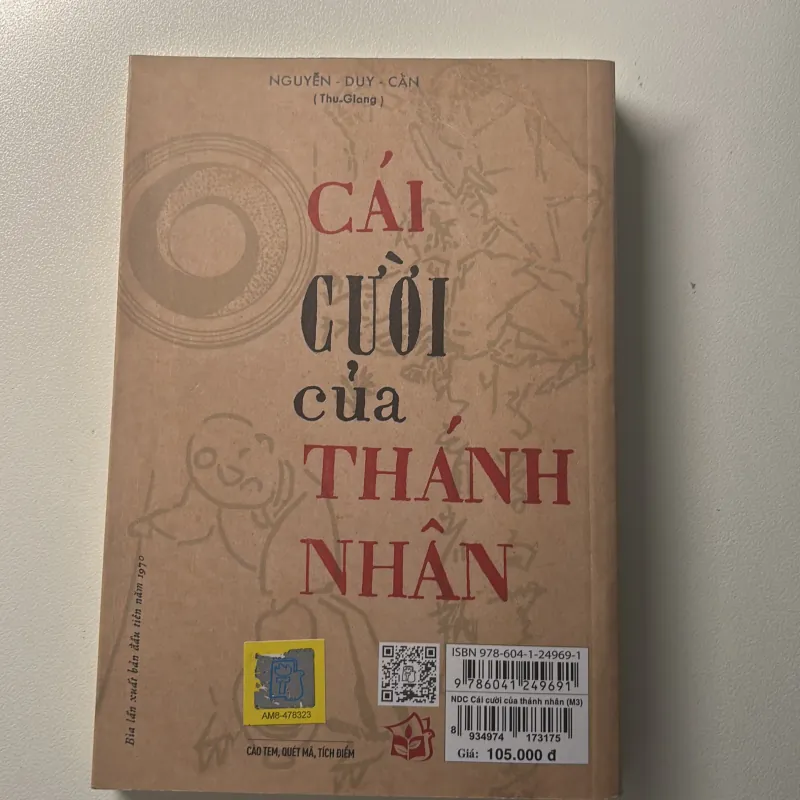 NGUYỄN - DUY - CẦN
( Thu-Giang )
CÁI
CƯỜI
của
THÁNH
NHÂN
Bìa lần xuất bản đầu tiên năm 1970
AM8-478323
CÀO TEM, QUÉT MÃ, TÍCH ĐIỂM
ISBN 978-604-1-24969-1
9 786041 249691
NDC Cái cười của thánh nhân (M3)
8 934974 173175
Giá: 105.000 đ